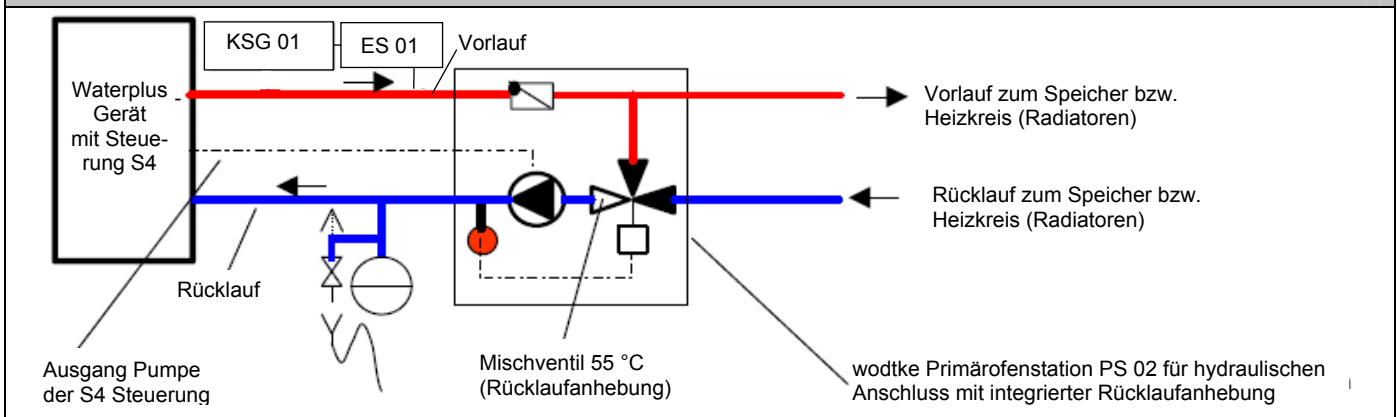 KSG 01
ES 01
Vorlauf
Waterplus
Gerät
mit Steue-
rung S4
Vorlauf zum Speicher bzw.
Heizkreis (Radiatoren)
Rücklauf zum Speicher bzw.
Heizkreis (Radiatoren)
Rücklauf
Ausgang Pumpe
der S4 Steuerung
Mischventil 55 °C
(Rücklaufanhebung)
wodtke Primärofenstation PS 02 für hydraulischen
Anschluss mit integrierter Rücklaufanhebung